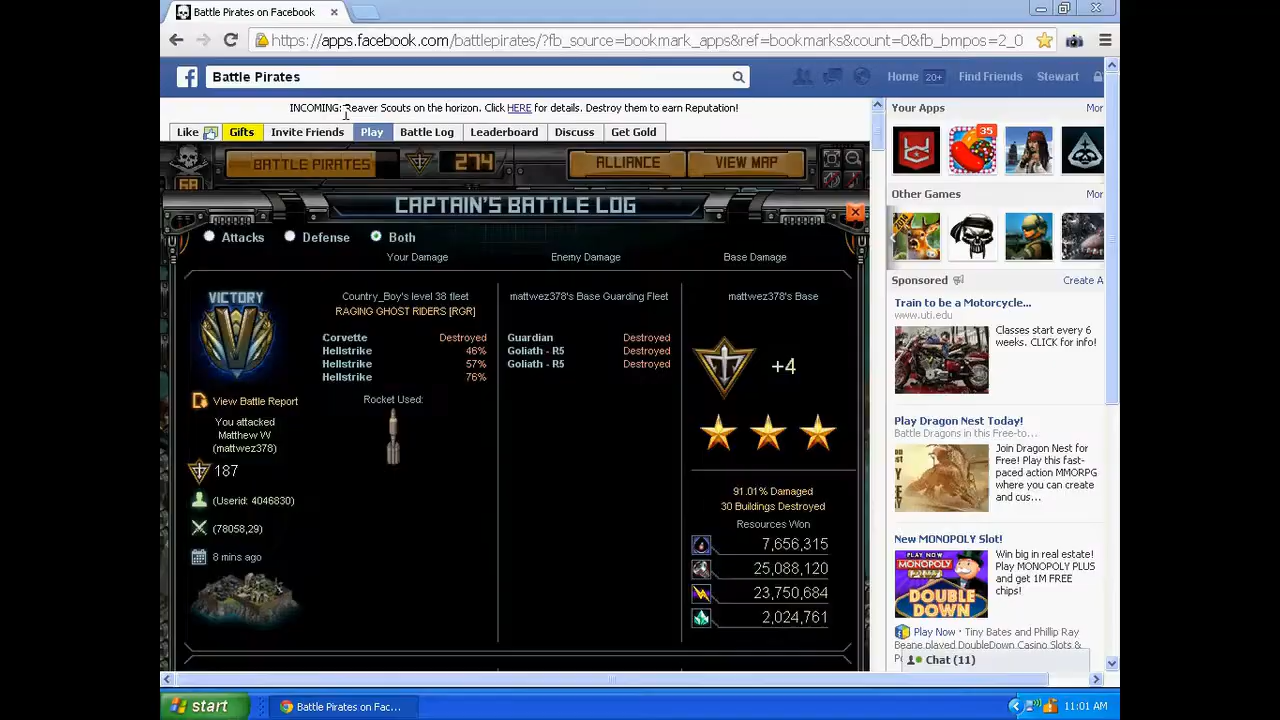 Battle Pirates on Facebook
https://apps.facebook.com/battlepirates/?fb_source=bookmark_apps&ref=bookmarks&count=0&fb_bmpos=2_0
Battle Pirates
Home 20+ Find Friends Stewart
INCOMING: Reaver Scouts on the horizon. Click HERE for details. Destroy them to earn Reputation!
Like Gifts Invite Friends Play Battle Log Leaderboard Discuss Get Gold
68 BATTLE PIRATES 274 ALLIANCE VIEW MAP
CAPTAIN'S BATTLE LOG
Attacks Defense Both
Your Damage Enemy Damage Base Damage
VICTORY
V
View Battle Report
You attacked
Matthew W
(mattwez378)
187
(Userid: 4046830)
(78058,29)
8 mins ago
Country_Boy's level 38 fleet
RAGING GHOST RIDERS [RGR]
Corvette Destroyed
Hellstrike 46%
Hellstrike 57%
Hellstrike 76%
Rocket Used:
mattwez378's Base Guarding Fleet
Guardian Destroyed
Goliath - R5 Destroyed
Goliath - R5 Destroyed
mattwez378's Base
+4
91.01% Damaged
30 Buildings Destroyed
Resources Won
7,656,315
25,088,120
23,750,684
2,024,761
Your Apps Mor
35
Other Games Mor
Sponsored Create A
Train to be a Motorcycle...
www.uti.edu
Classes start every 6
weeks. CLICK for info!
Play Dragon Nest Today!
Battle Dragons in this Free-to...
Join Dragon Nest for
Free! Play this fast-
paced action MMORPG
where you can create
and cus...
New MONOPOLY Slot!
PLAY NOW
MONOPOLY
PLUS
DOUBLE
DOWN
Win big in real estate!
Play MONOPOLY PLUS
and get 1M FREE
chips!
Play Now · Tiny Bates and Phillip Ray
Beane played DoubleDown Casino Slots &
Chat (11)
start Battle Pirates on Fac... 11:01 AM